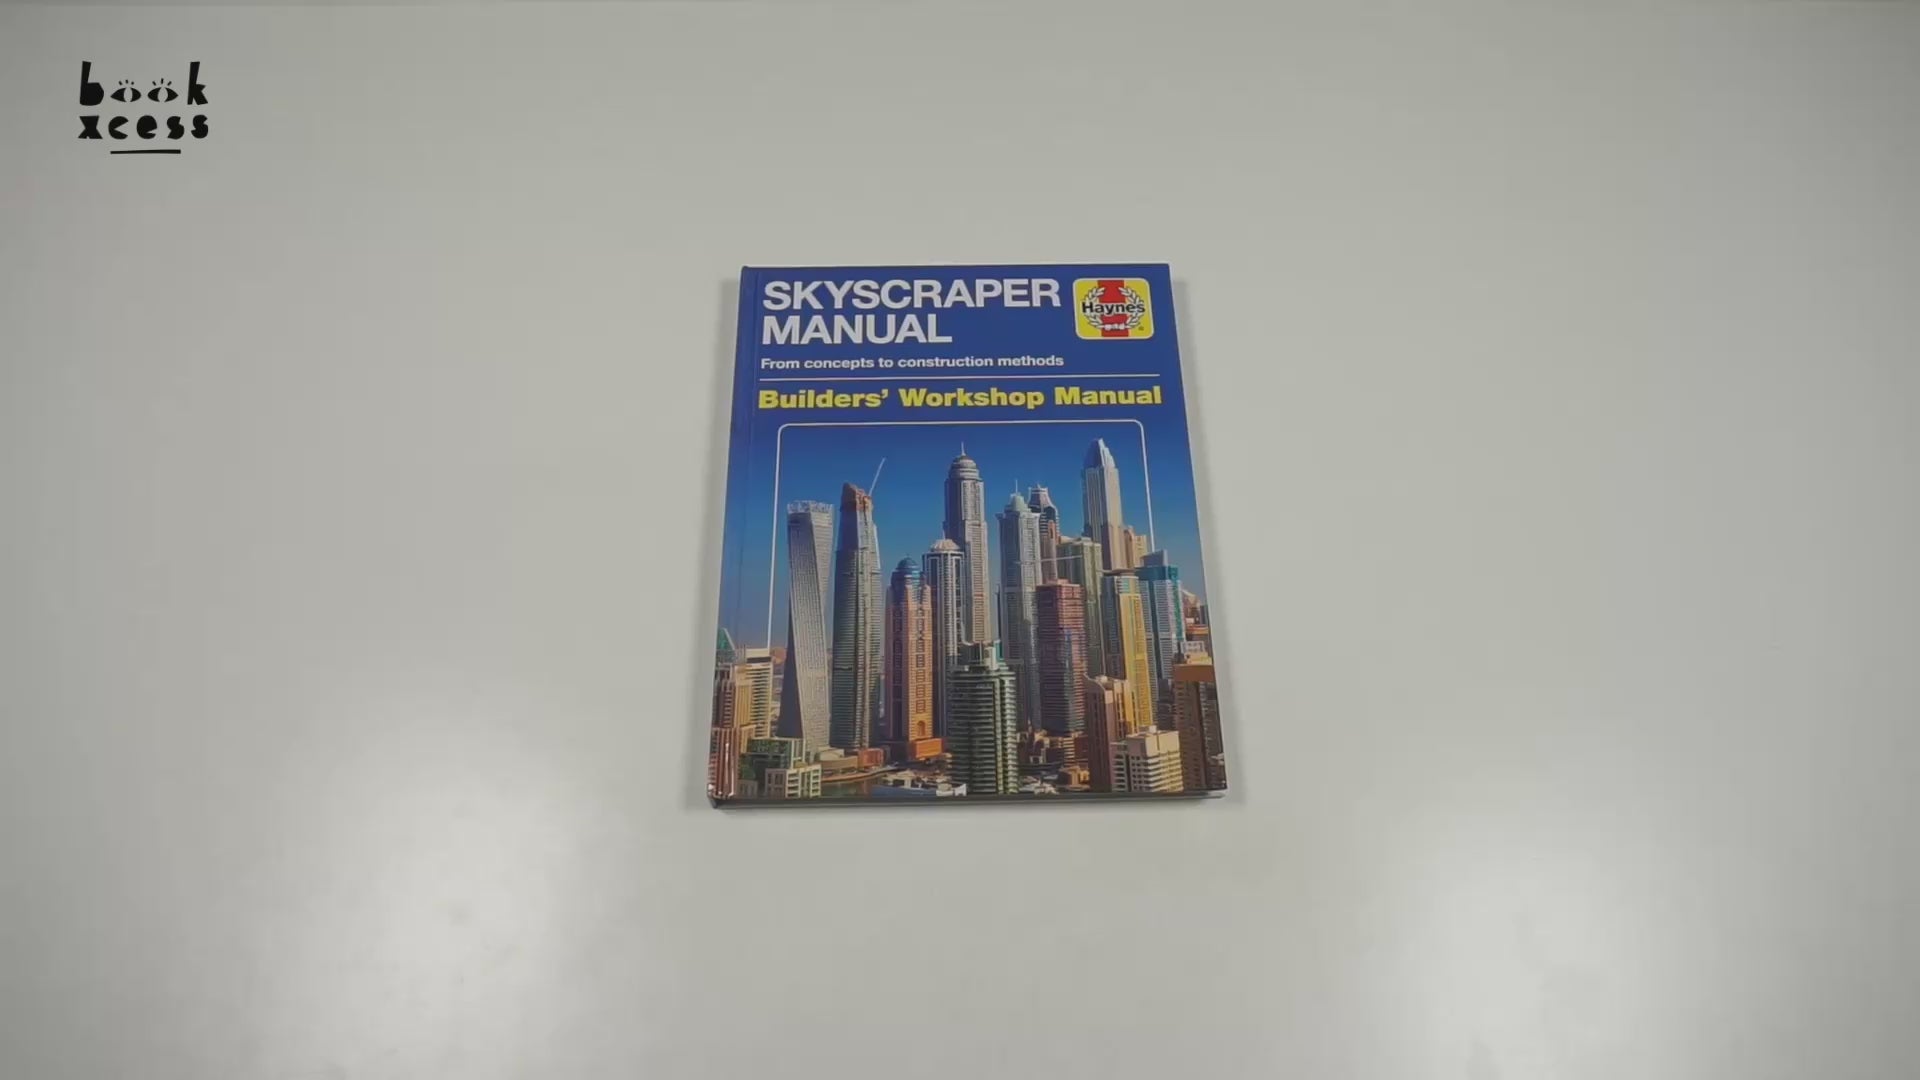 book
xcess
SKYSCRAPER
MANUAL
Haynes
From concepts to construction methods
Builders' Workshop Manual